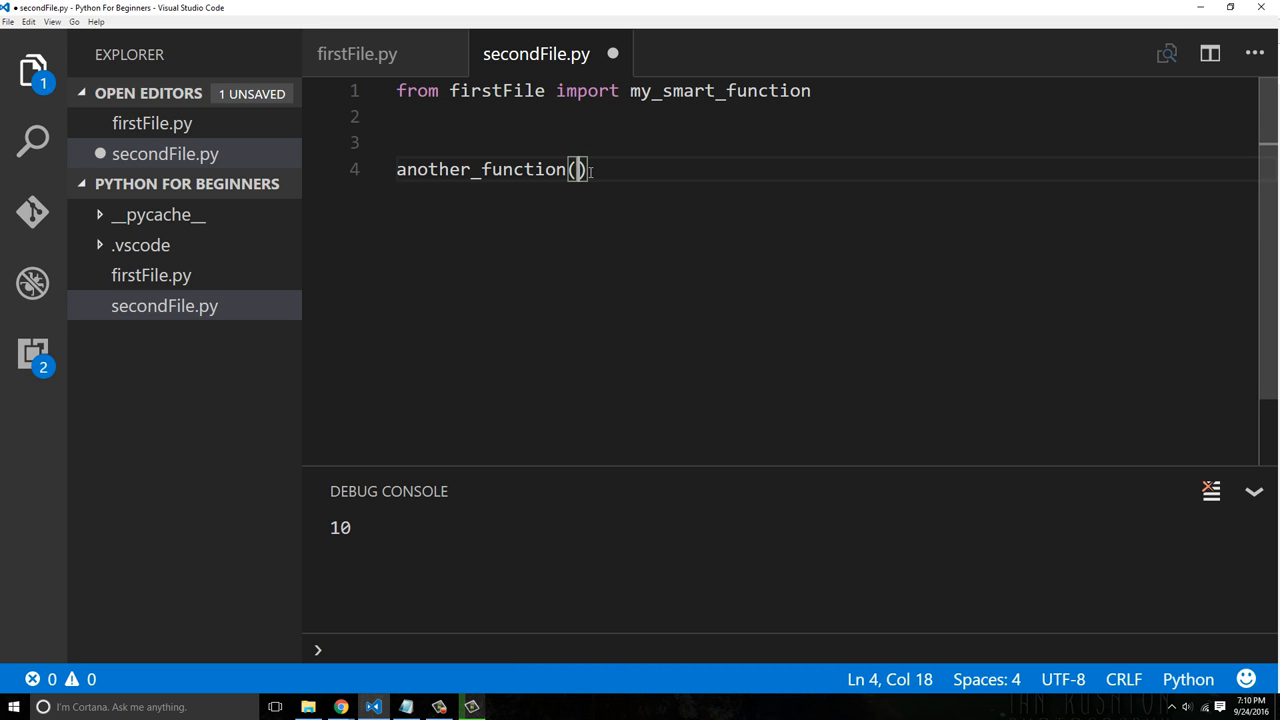 secondFile.py - Python For Beginners - Visual Studio Code
File Edit View Go Help
EXPLORER
OPEN EDITORS 1 UNSAVED
firstFile.py
secondFile.py
PYTHON FOR BEGINNERS
__pycache__
.vscode
firstFile.py
secondFile.py
1
2
firstFile.py secondFile.py
1 from firstFile import my_smart_function
2
3
4 another_function()
DEBUG CONSOLE
10
0 0 Ln 4, Col 18 Spaces: 4 UTF-8 CRLF Python
I'm Cortana. Ask me anything.
7:10 PM
9/24/2016